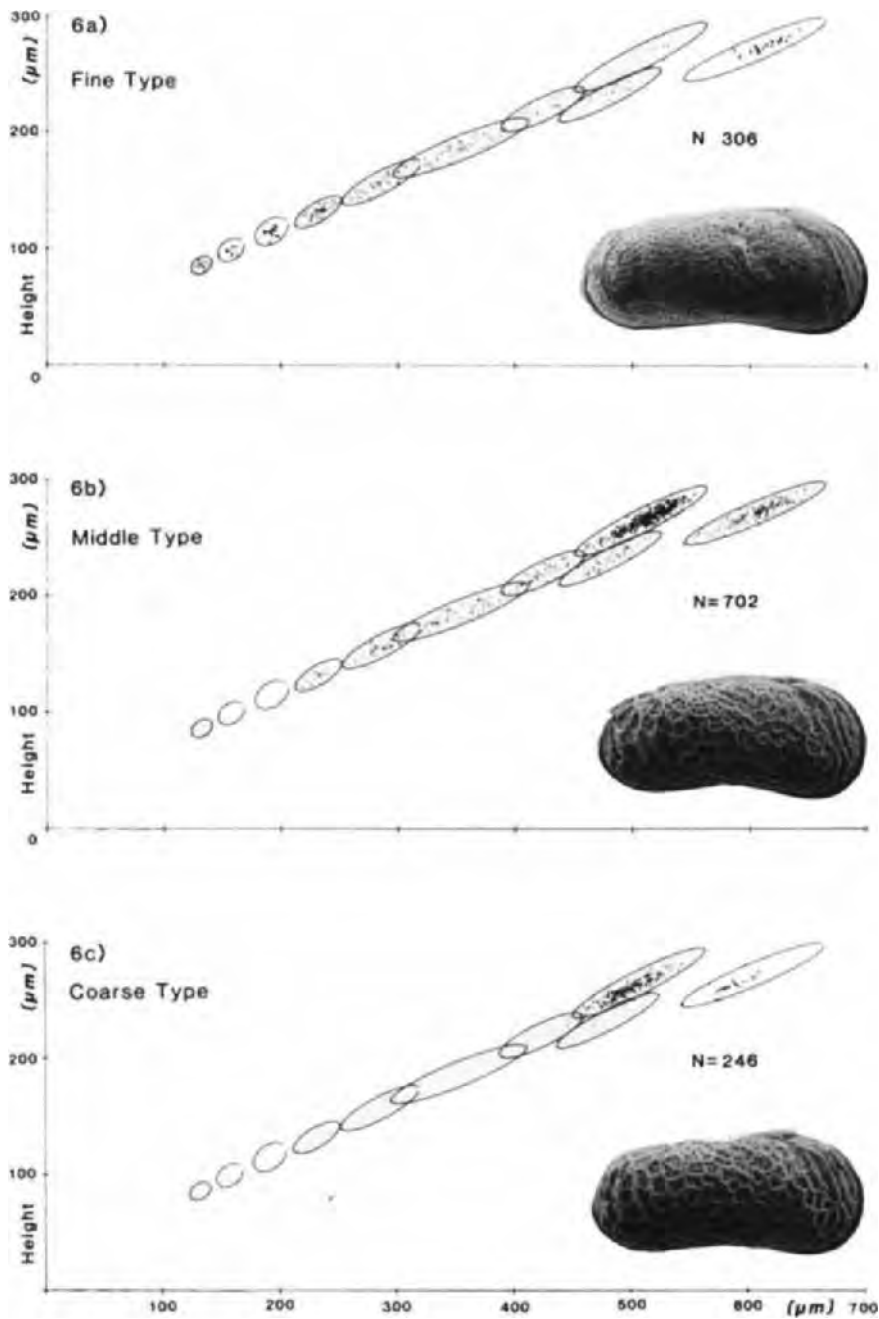 300
(μm)
6a)
Fine Type
200
N 306
100
Height
0
300
(μm)
6b)
Middle Type
200
N=702
100
Height
0
300
(μm)
6c)
Coarse Type
200
N=246
100
Height
100 200 300 400 500 600 (μm) 700